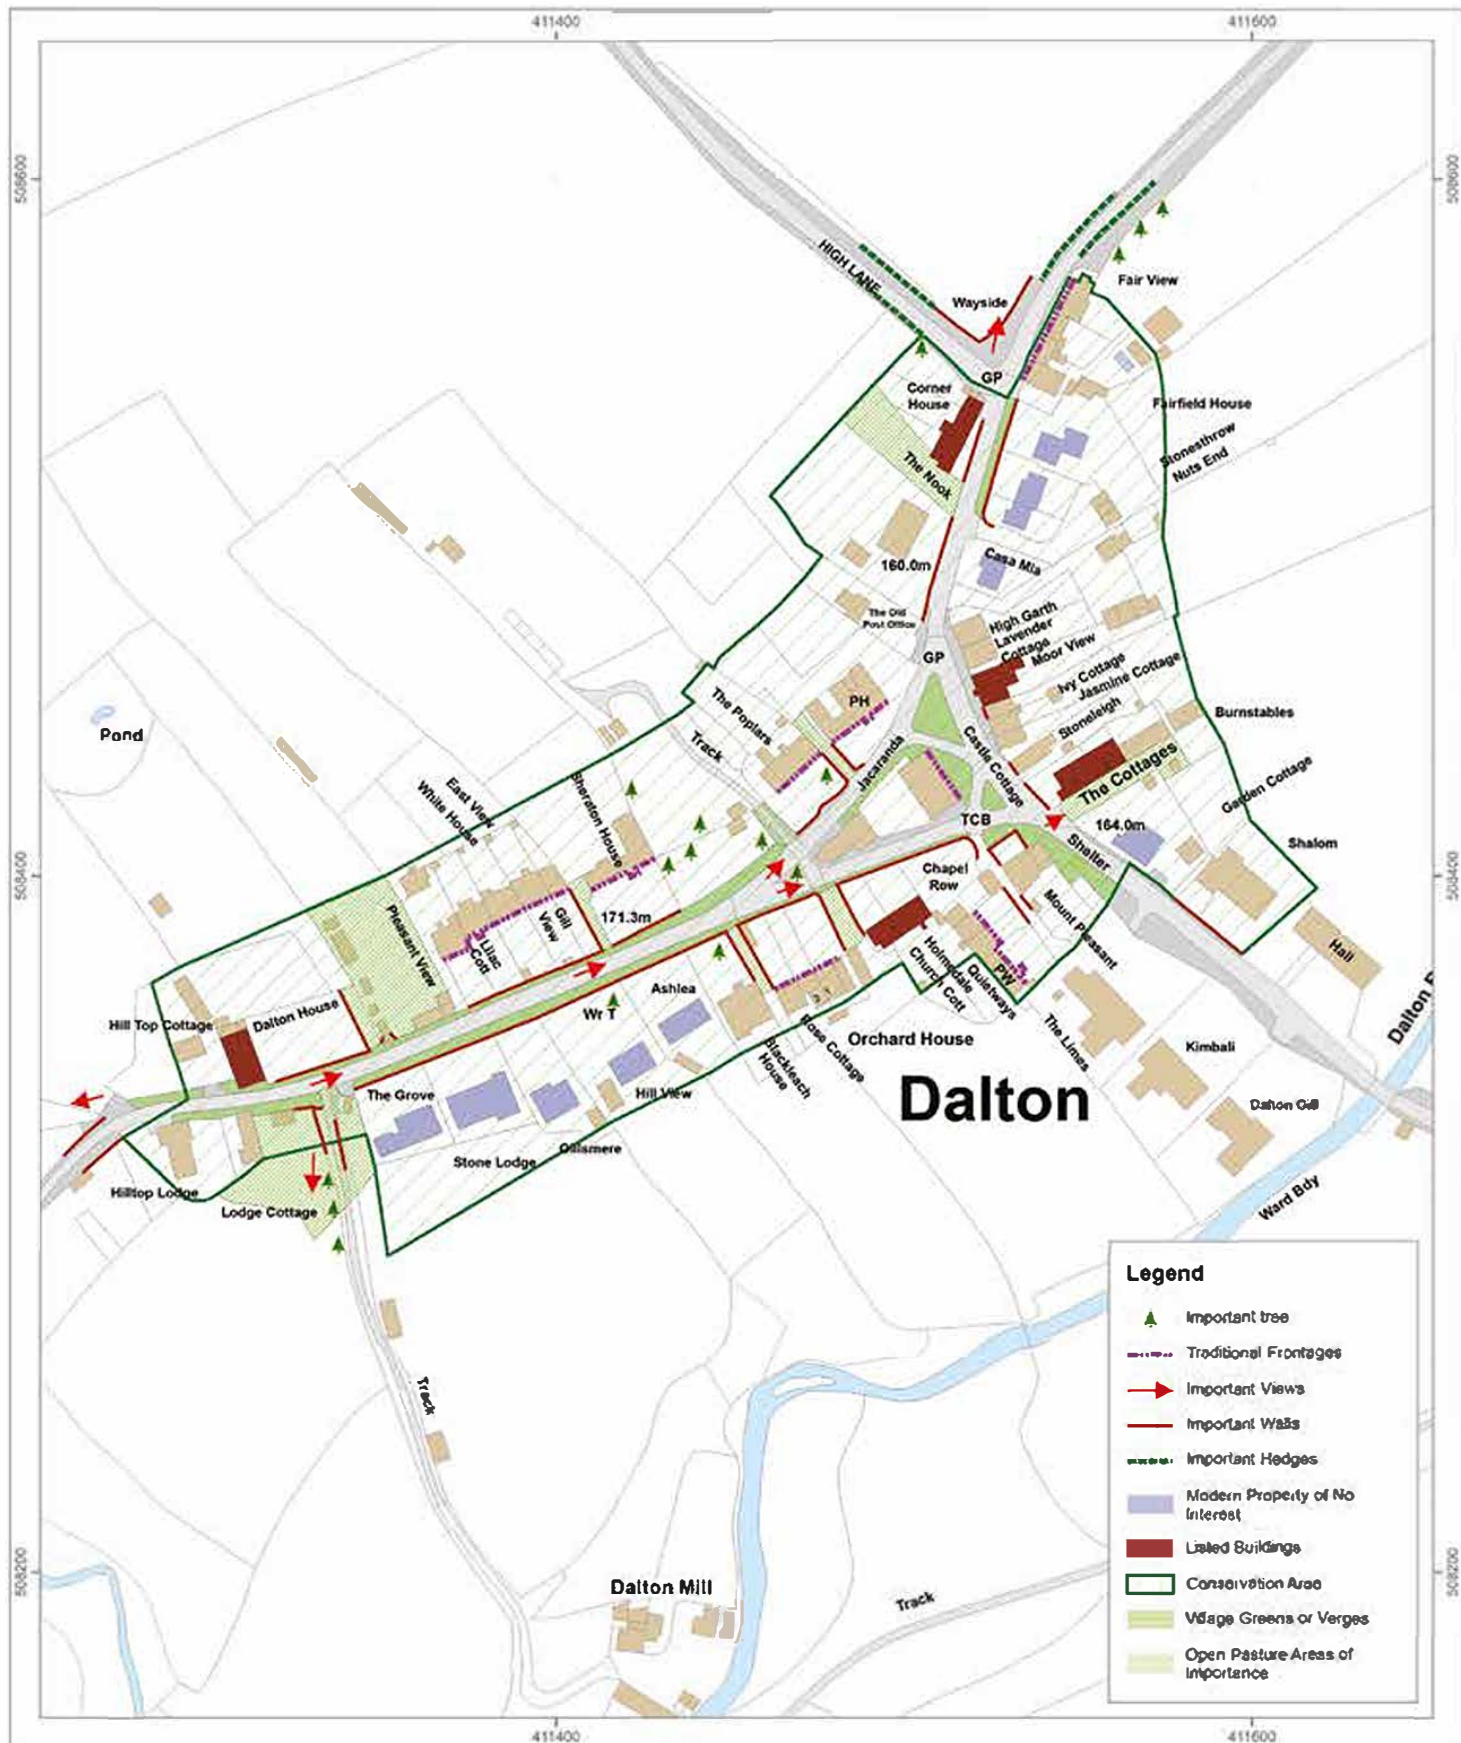 411400
411600
508600
508600
HIGH LANE
Wayside
Fair View
GP
Corner
House
Fairfield House
Stonesthrow
Nuts End
The Nook
Casa Mia
160.0m
The Old
Post Office
High Garth
Lavender
Cottage
Moor View
GP
Ivy Cottage
Jasmine Cottage
PH
The Poplars
Stoneleigh
Burnstables
Pond
Track
Jacaranda
Castle Cottage
The Cottages
Garden Cottage
East View
White House
Sheraton House
TCB
164.0m
Shelter
Shalom
508400
508400
Chapel
Row
Pleasant View
Gill
View
171.3m
Lilac
Cott
Mount Pleasant
Hall
Holmedale
Church Cott
Quietways
PW
Ashlea
Wr T
Hill Top Cottage
Dalton House
Rose Cottage
Blackleach
House
Orchard House
The Limes
Kimbali
Dalton
The Grove
Hill View
Dalton
Dalton Gill
Gillsmere
Stone Lodge
Hilltop Lodge
Lodge Cottage
Ward Bdy
Track
Dalton Mill
Track
508200
508200
Legend
Important tree
Traditional Frontages
Important Views
Important Walls
Important Hedges
Modern Property of No
Interest
Listed Buildings
Conservation Area
Village Greens or Verges
Open Pasture Areas of
Importance
411400
411600